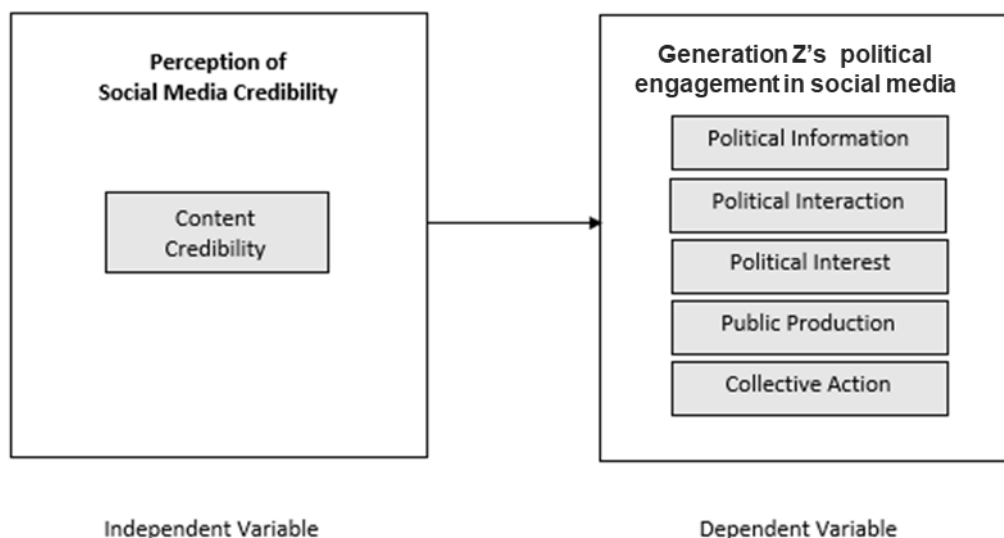 Perception of
Social Media Credibility
Content
Credibility
Independent Variable
Generation Z's political
engagement in social media
Political Information
Political Interaction
Political Interest
Public Production
Collective Action
Dependent Variable